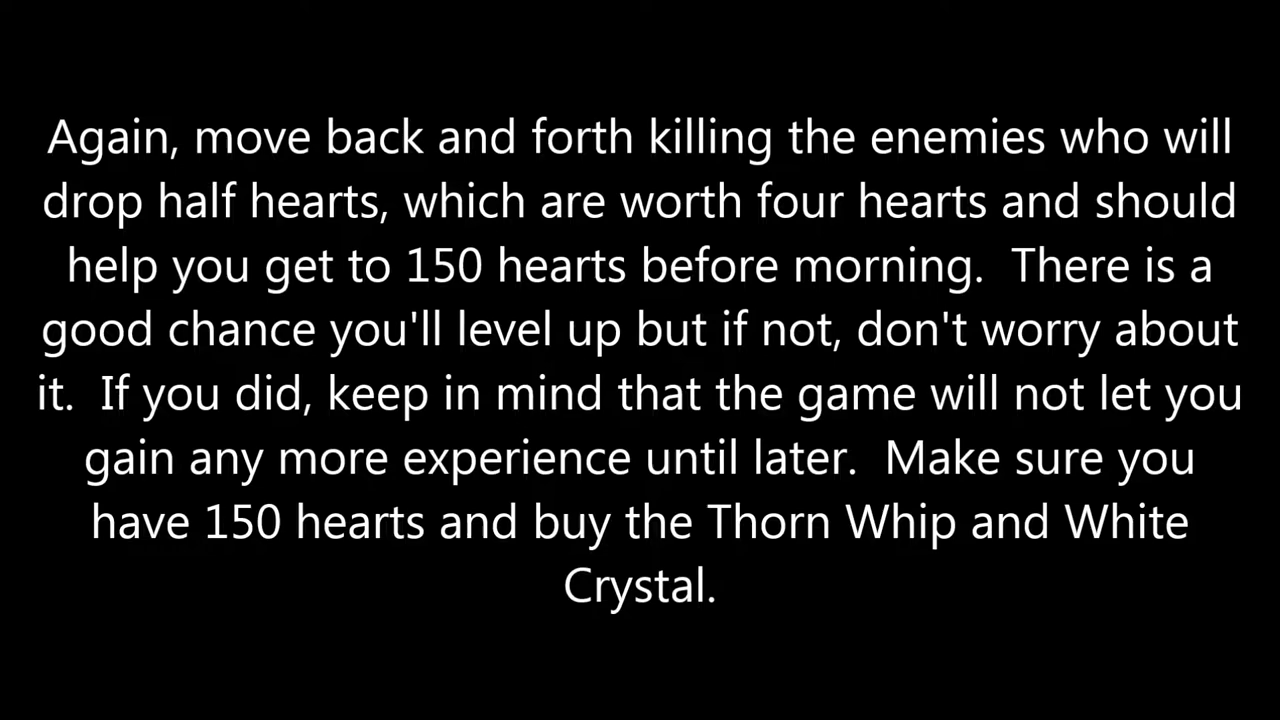 Again, move back and forth killing the enemies who will
drop half hearts, which are worth four hearts and should
help you get to 150 hearts before morning.  There is a
good chance you'll level up but if not, don't worry about
it.  If you did, keep in mind that the game will not let you
gain any more experience until later.  Make sure you
have 150 hearts and buy the Thorn Whip and White
Crystal.